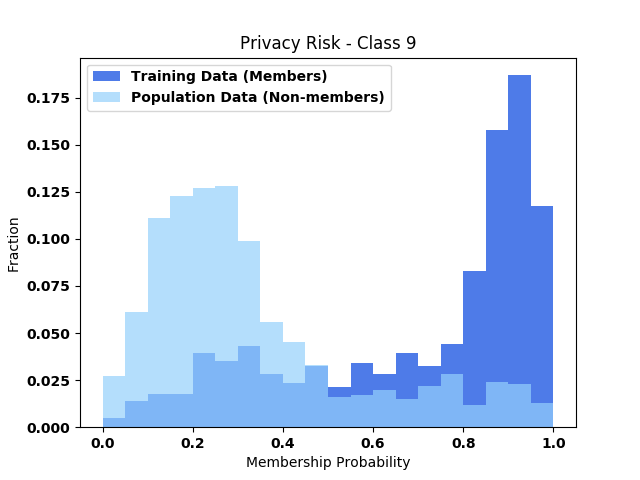 Privacy Risk - Class 9
Training Data (Members)
Population Data (Non-members)
Fraction
0.175
0.150
0.125
0.100
0.075
0.050
0.025
0.000
0.0 0.2 0.4 0.6 0.8 1.0
Membership Probability